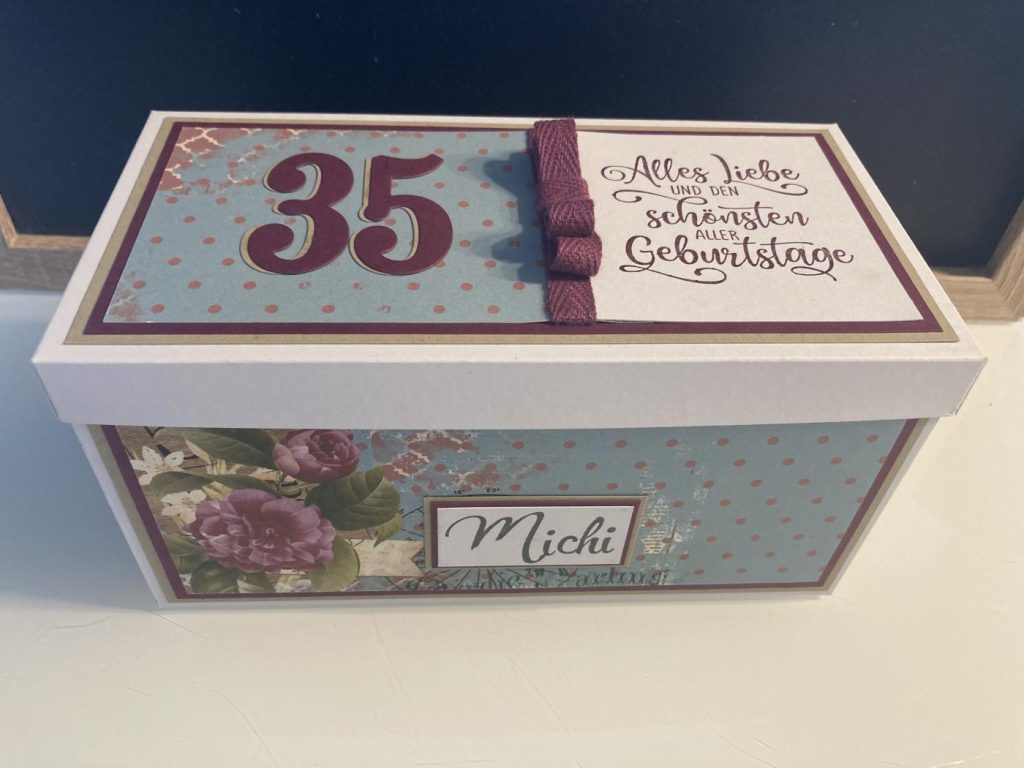 35
Alles Liebe
UND DEN
schönsten
ALLER
Geburtstage
Michi